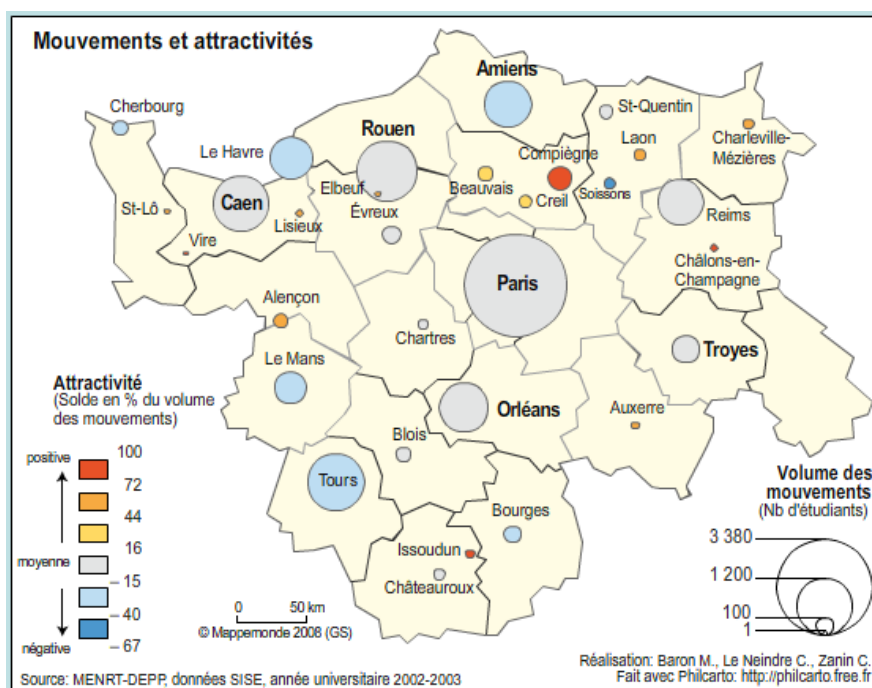 Mouvements et attractivités
Amiens
Cherbourg
St-Quentin
Rouen
Laon
Charleville-
Mézières
Le Havre
Compiègne
Elbeuf
Beauvais
Creil
Soissons
St-Lô
Caen
Évreux
Lisieux
Reims
Vire
Châlons-en-
Champagne
Paris
Alençon
Chartres
Troyes
Le Mans
Orléans
Auxerre
Blois
Tours
Bourges
Issoudun
Châteauroux
Attractivité
(Solde en % du volume
des mouvements)
positive
100
72
44
16
moyenne
– 15
– 40
négative
– 67
0 50 km
© Mappemonde 2008 (GS)
Volume des
mouvements
(Nb d'étudiants)
3 380
1 200
100
1
Réalisation: Baron M., Le Neindre C., Zanin C.
Source: MENRT-DEPP, données SISE, année universitaire 2002-2003
Fait avec Philcarto: http://philcarto.free.fr